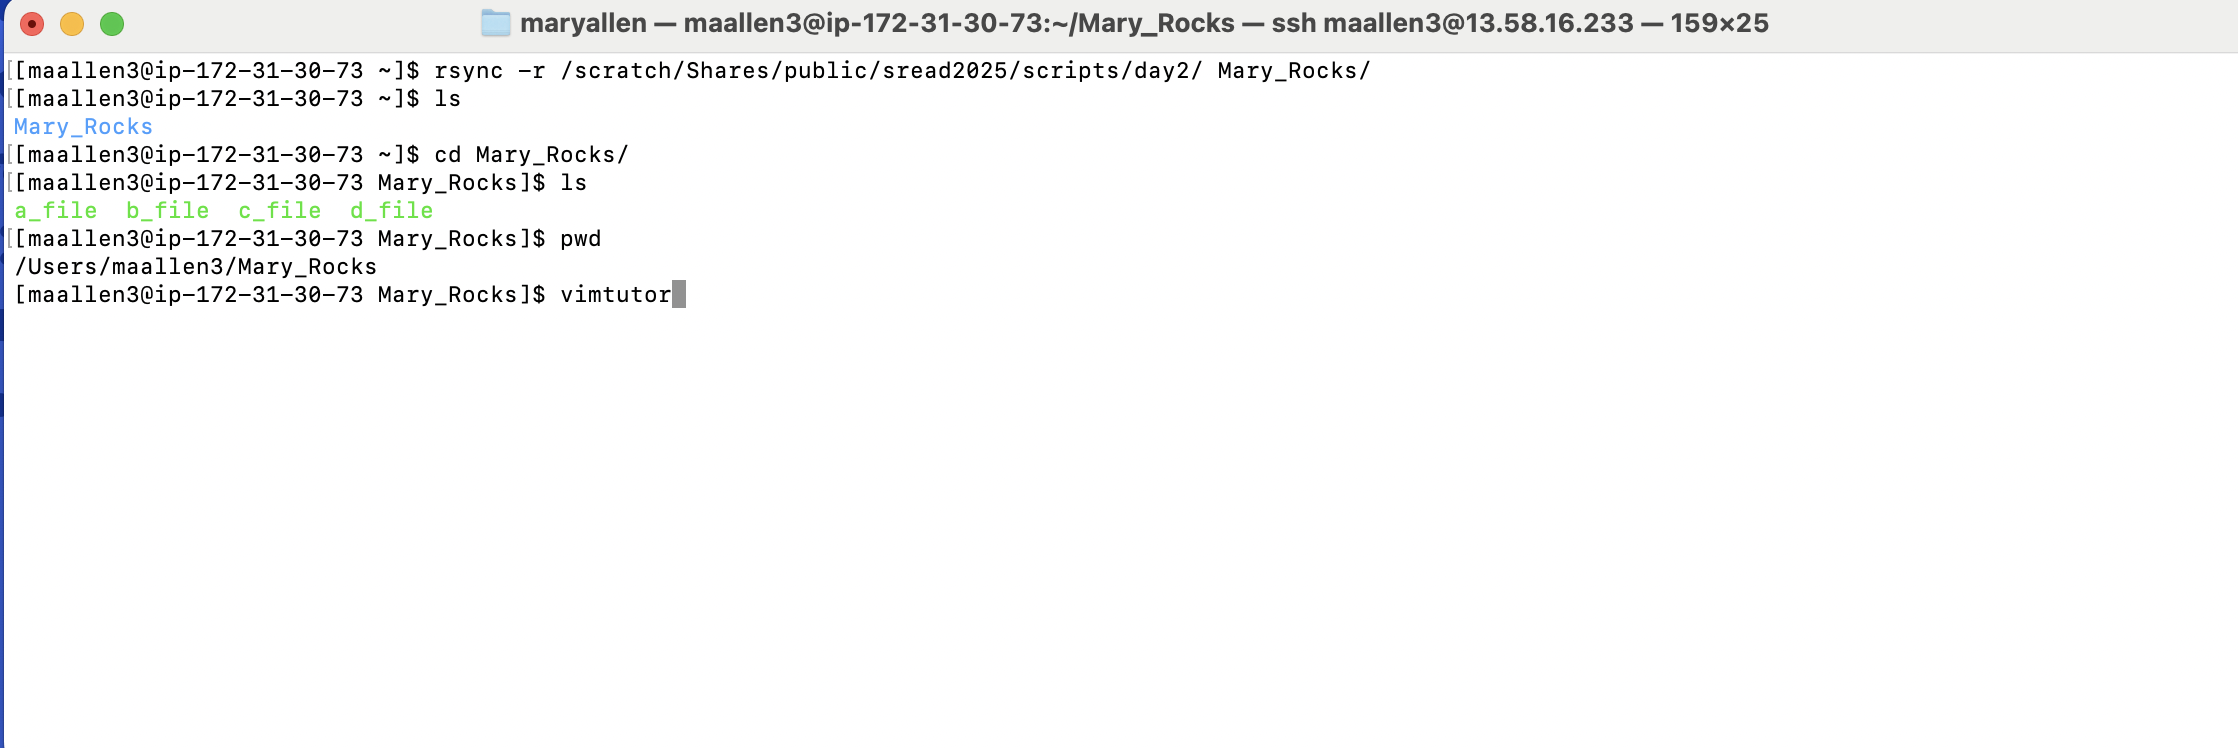 maryallen — maallen3@ip-172-31-30-73:~/Mary_Rocks — ssh maallen3@13.58.16.233 — 159×25
[[maallen3@ip-172-31-30-73 ~]$ rsync -r /scratch/Shares/public/sread2025/scripts/day2/ Mary_Rocks/
[[maallen3@ip-172-31-30-73 ~]$ ls
Mary_Rocks
[[maallen3@ip-172-31-30-73 ~]$ cd Mary_Rocks/
[[maallen3@ip-172-31-30-73 Mary_Rocks]$ ls
a_file  b_file  c_file  d_file
[[maallen3@ip-172-31-30-73 Mary_Rocks]$ pwd
/Users/maallen3/Mary_Rocks
[maallen3@ip-172-31-30-73 Mary_Rocks]$ vimtutor